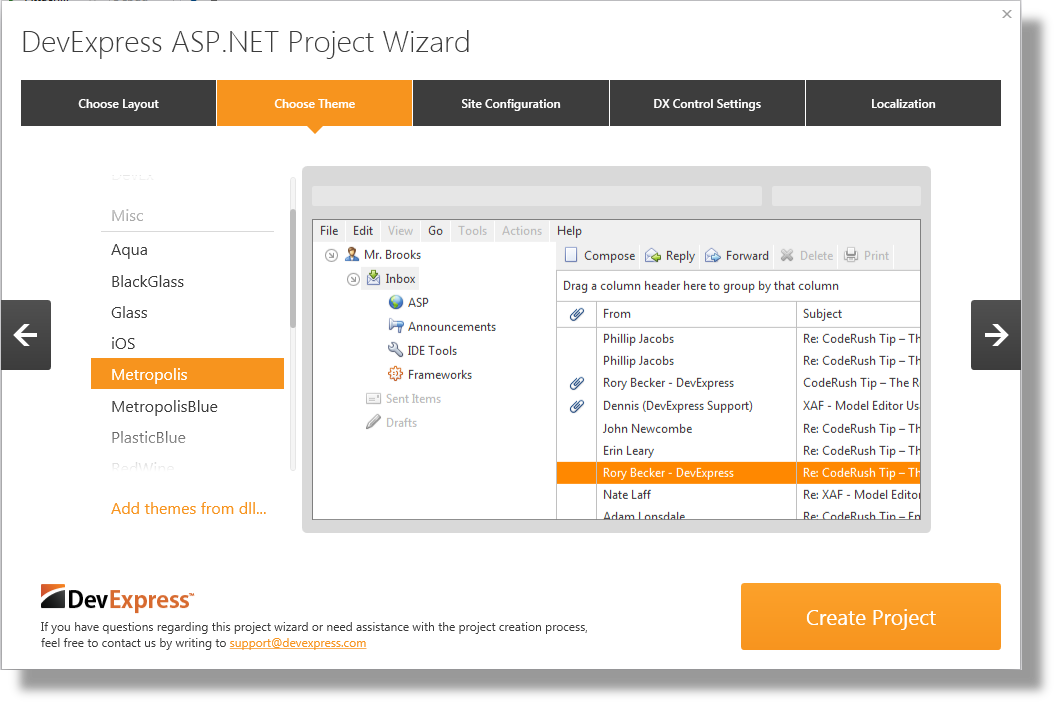 DevExpress ASP.NET Project Wizard
Choose Layout
Choose Theme
Site Configuration
DX Control Settings
Localization
Misc
Aqua
BlackGlass
Glass
iOS
Metropolis
MetropolisBlue
PlasticBlue
RedWine
Add themes from dll...
File Edit View Go Tools Actions Help
Mr. Brooks
Inbox
ASP
Announcements
IDE Tools
Frameworks
Sent Items
Drafts
Compose Reply Forward Delete Print
Drag a column header here to group by that column
From Subject
Phillip Jacobs Re: CodeRush Tip – Th
Phillip Jacobs Re: CodeRush Tip – Th
Rory Becker - DevExpress CodeRush Tip – The R
Dennis (DevExpress Support) XAF - Model Editor Us
John Newcombe Re: CodeRush Tip – Th
Erin Leary Re: CodeRush Tip – Th
Rory Becker - DevExpress Re: CodeRush Tip – Th
Nate Laff Re: XAF - Model Editor
Adam Lonsdale Re: CodeRush Tip – En
DevExpress™
If you have questions regarding this project wizard or need assistance with the project creation process,
feel free to contact us by writing to support@devexpress.com
Create Project